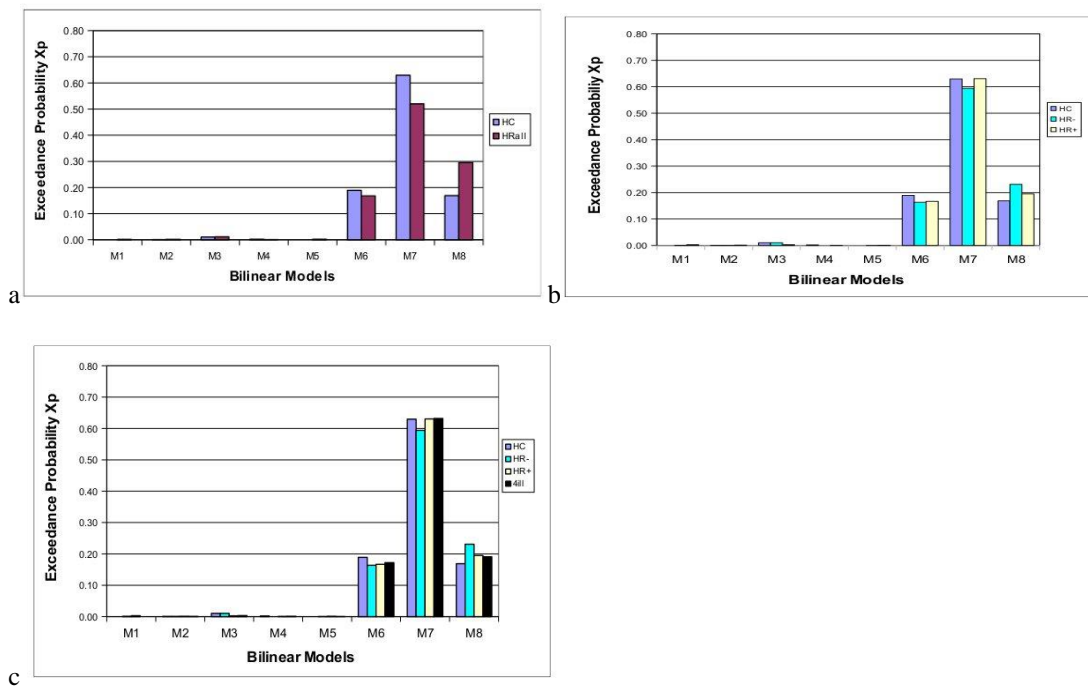 Exceedance Probability Xp
0.80
0.70
0.60
0.50
0.40
0.30
0.20
0.10
0.00
M1 M2 M3 M4 M5 M6 M7 M8
Bilinear Models
HC
HRall
a
Exceedance Probabiliy Xp
0.80
0.70
0.60
0.50
0.40
0.30
0.20
0.10
0.00
M1 M2 M3 M4 M5 M6 M7 M8
Bilinear Models
HC
HR-
HR+
b
Exceedance Probability Xp
0.80
0.70
0.60
0.50
0.40
0.30
0.20
0.10
0.00
M1 M2 M3 M4 M5 M6 M7 M8
Bilinear Models
HC
HR-
HR+
4ill
c